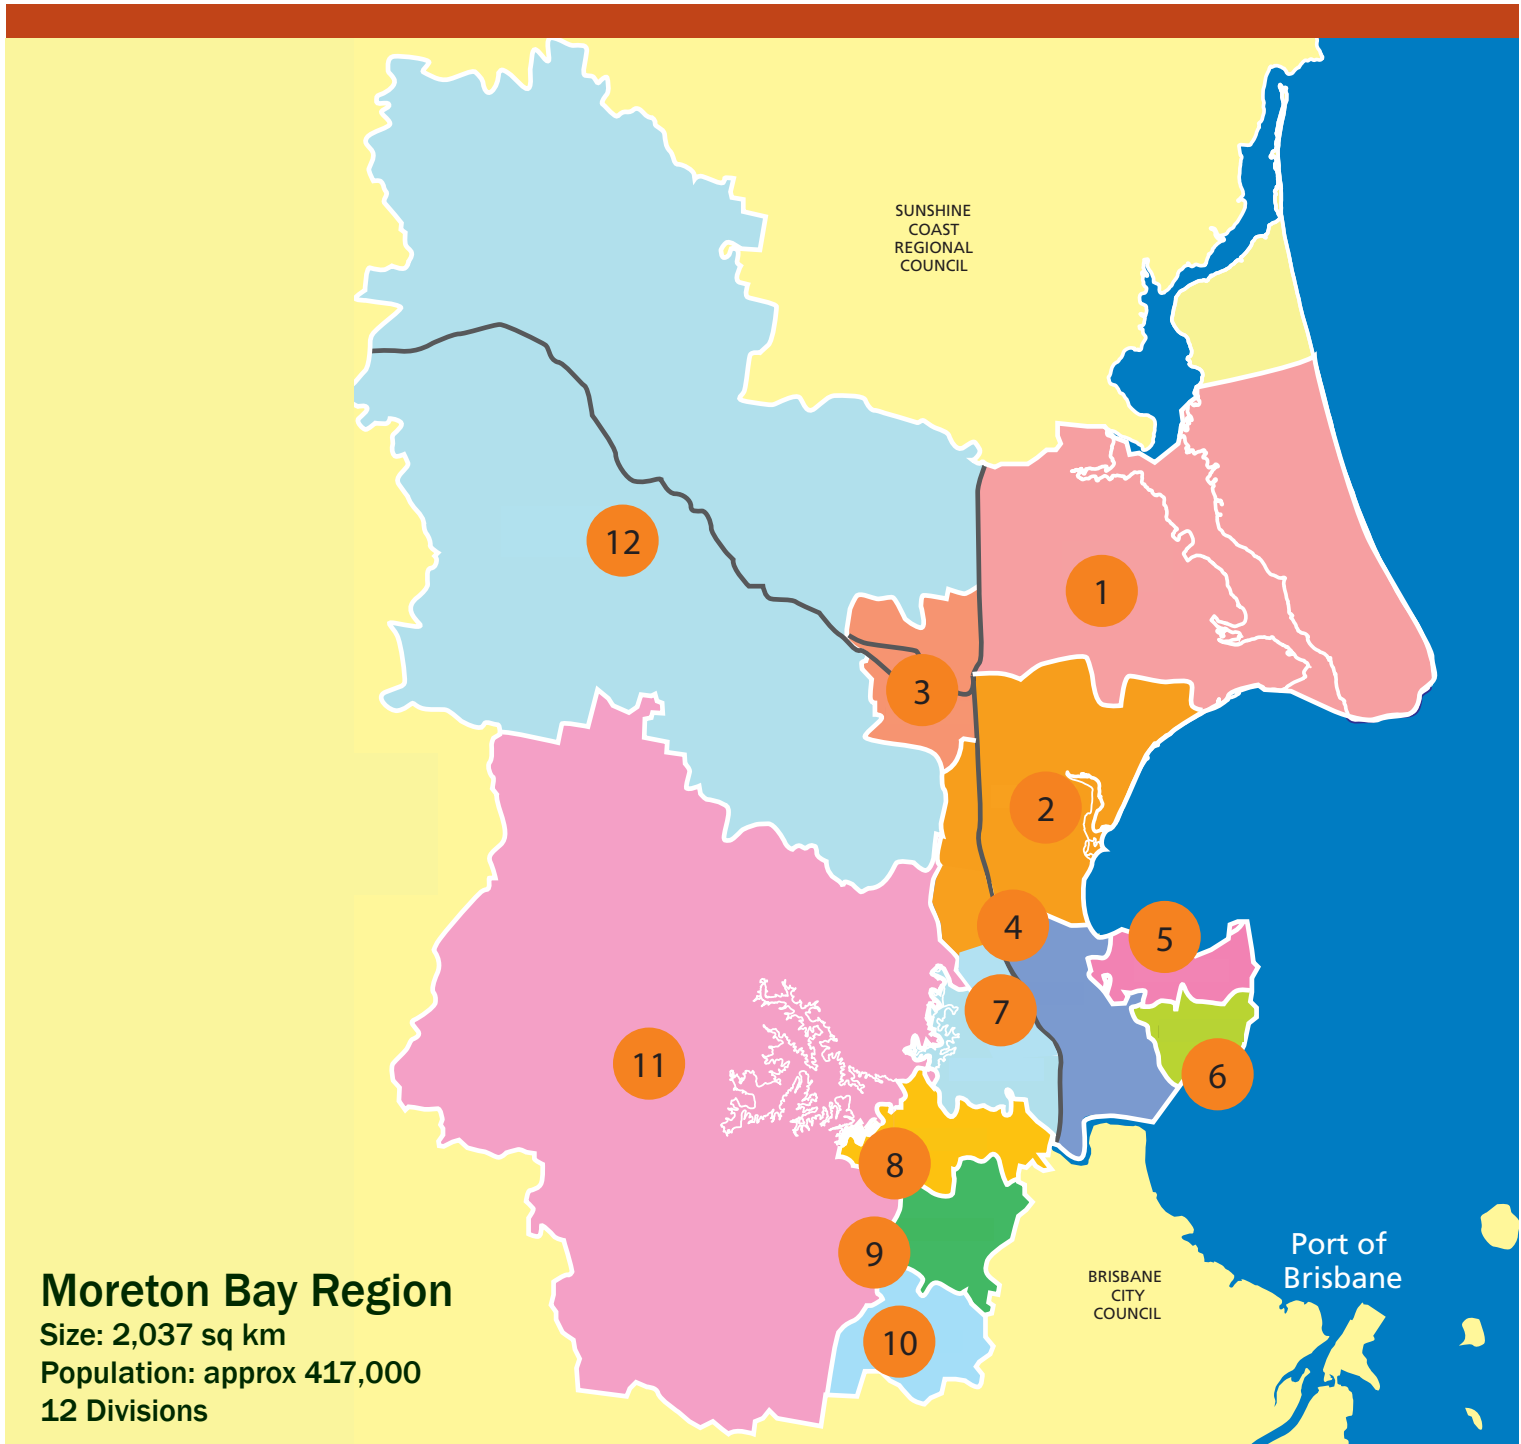 SUNSHINE
COAST
REGIONAL
COUNCIL
12
1
3
2
4
5
7
11
6
8
9
10
Port of
Brisbane
BRISBANE
CITY
COUNCIL
Moreton Bay Region
Size: 2,037 sq km
Population: approx 417,000
12 Divisions